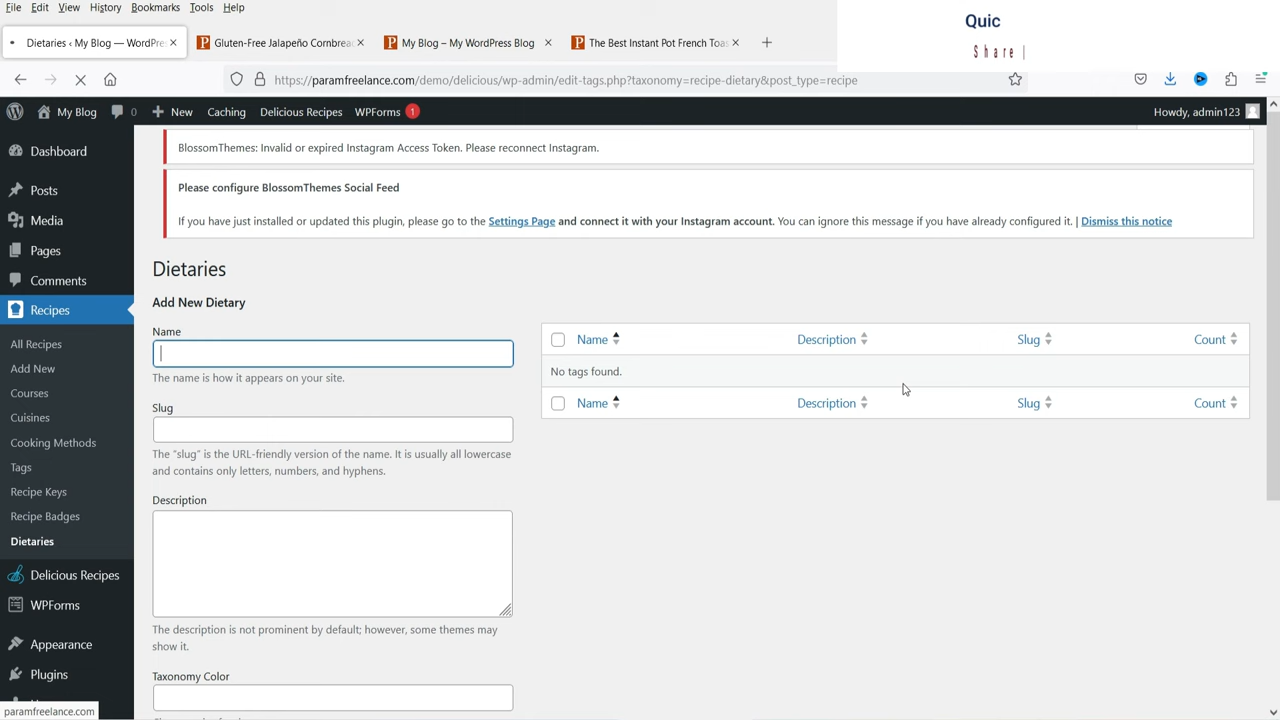 File Edit View History Bookmarks Tools Help
Quic
Share |
Dietaries ‹ My Blog — WordPre
Gluten-Free Jalapeño Cornbrea
My Blog – My WordPress Blog
The Best Instant Pot French Toa
https://paramfreelance.com/demo/delicious/wp-admin/edit-tags.php?taxonomy=recipe-dietary&post_type=recipe
My Blog 0 New Caching Delicious Recipes WPForms 1 Howdy, admin123
Dashboard
Posts
Media
Pages
Comments
Recipes
All Recipes
Add New
Courses
Cuisines
Cooking Methods
Tags
Recipe Keys
Recipe Badges
Dietaries
Delicious Recipes
WPForms
Appearance
Plugins
paramfreelance.com
BlossomThemes: Invalid or expired Instagram Access Token. Please reconnect Instagram.
Please configure BlossomThemes Social Feed
If you have just installed or updated this plugin, please go to the Settings Page and connect it with your Instagram account. You can ignore this message if you have already configured it. | Dismiss this notice
Dietaries
Add New Dietary
Name
The name is how it appears on your site.
Slug
The “slug” is the URL-friendly version of the name. It is usually all lowercase
and contains only letters, numbers, and hyphens.
Description
The description is not prominent by default; however, some themes may
show it.
Taxonomy Color
Name Description Slug Count
No tags found.
Name Description Slug Count